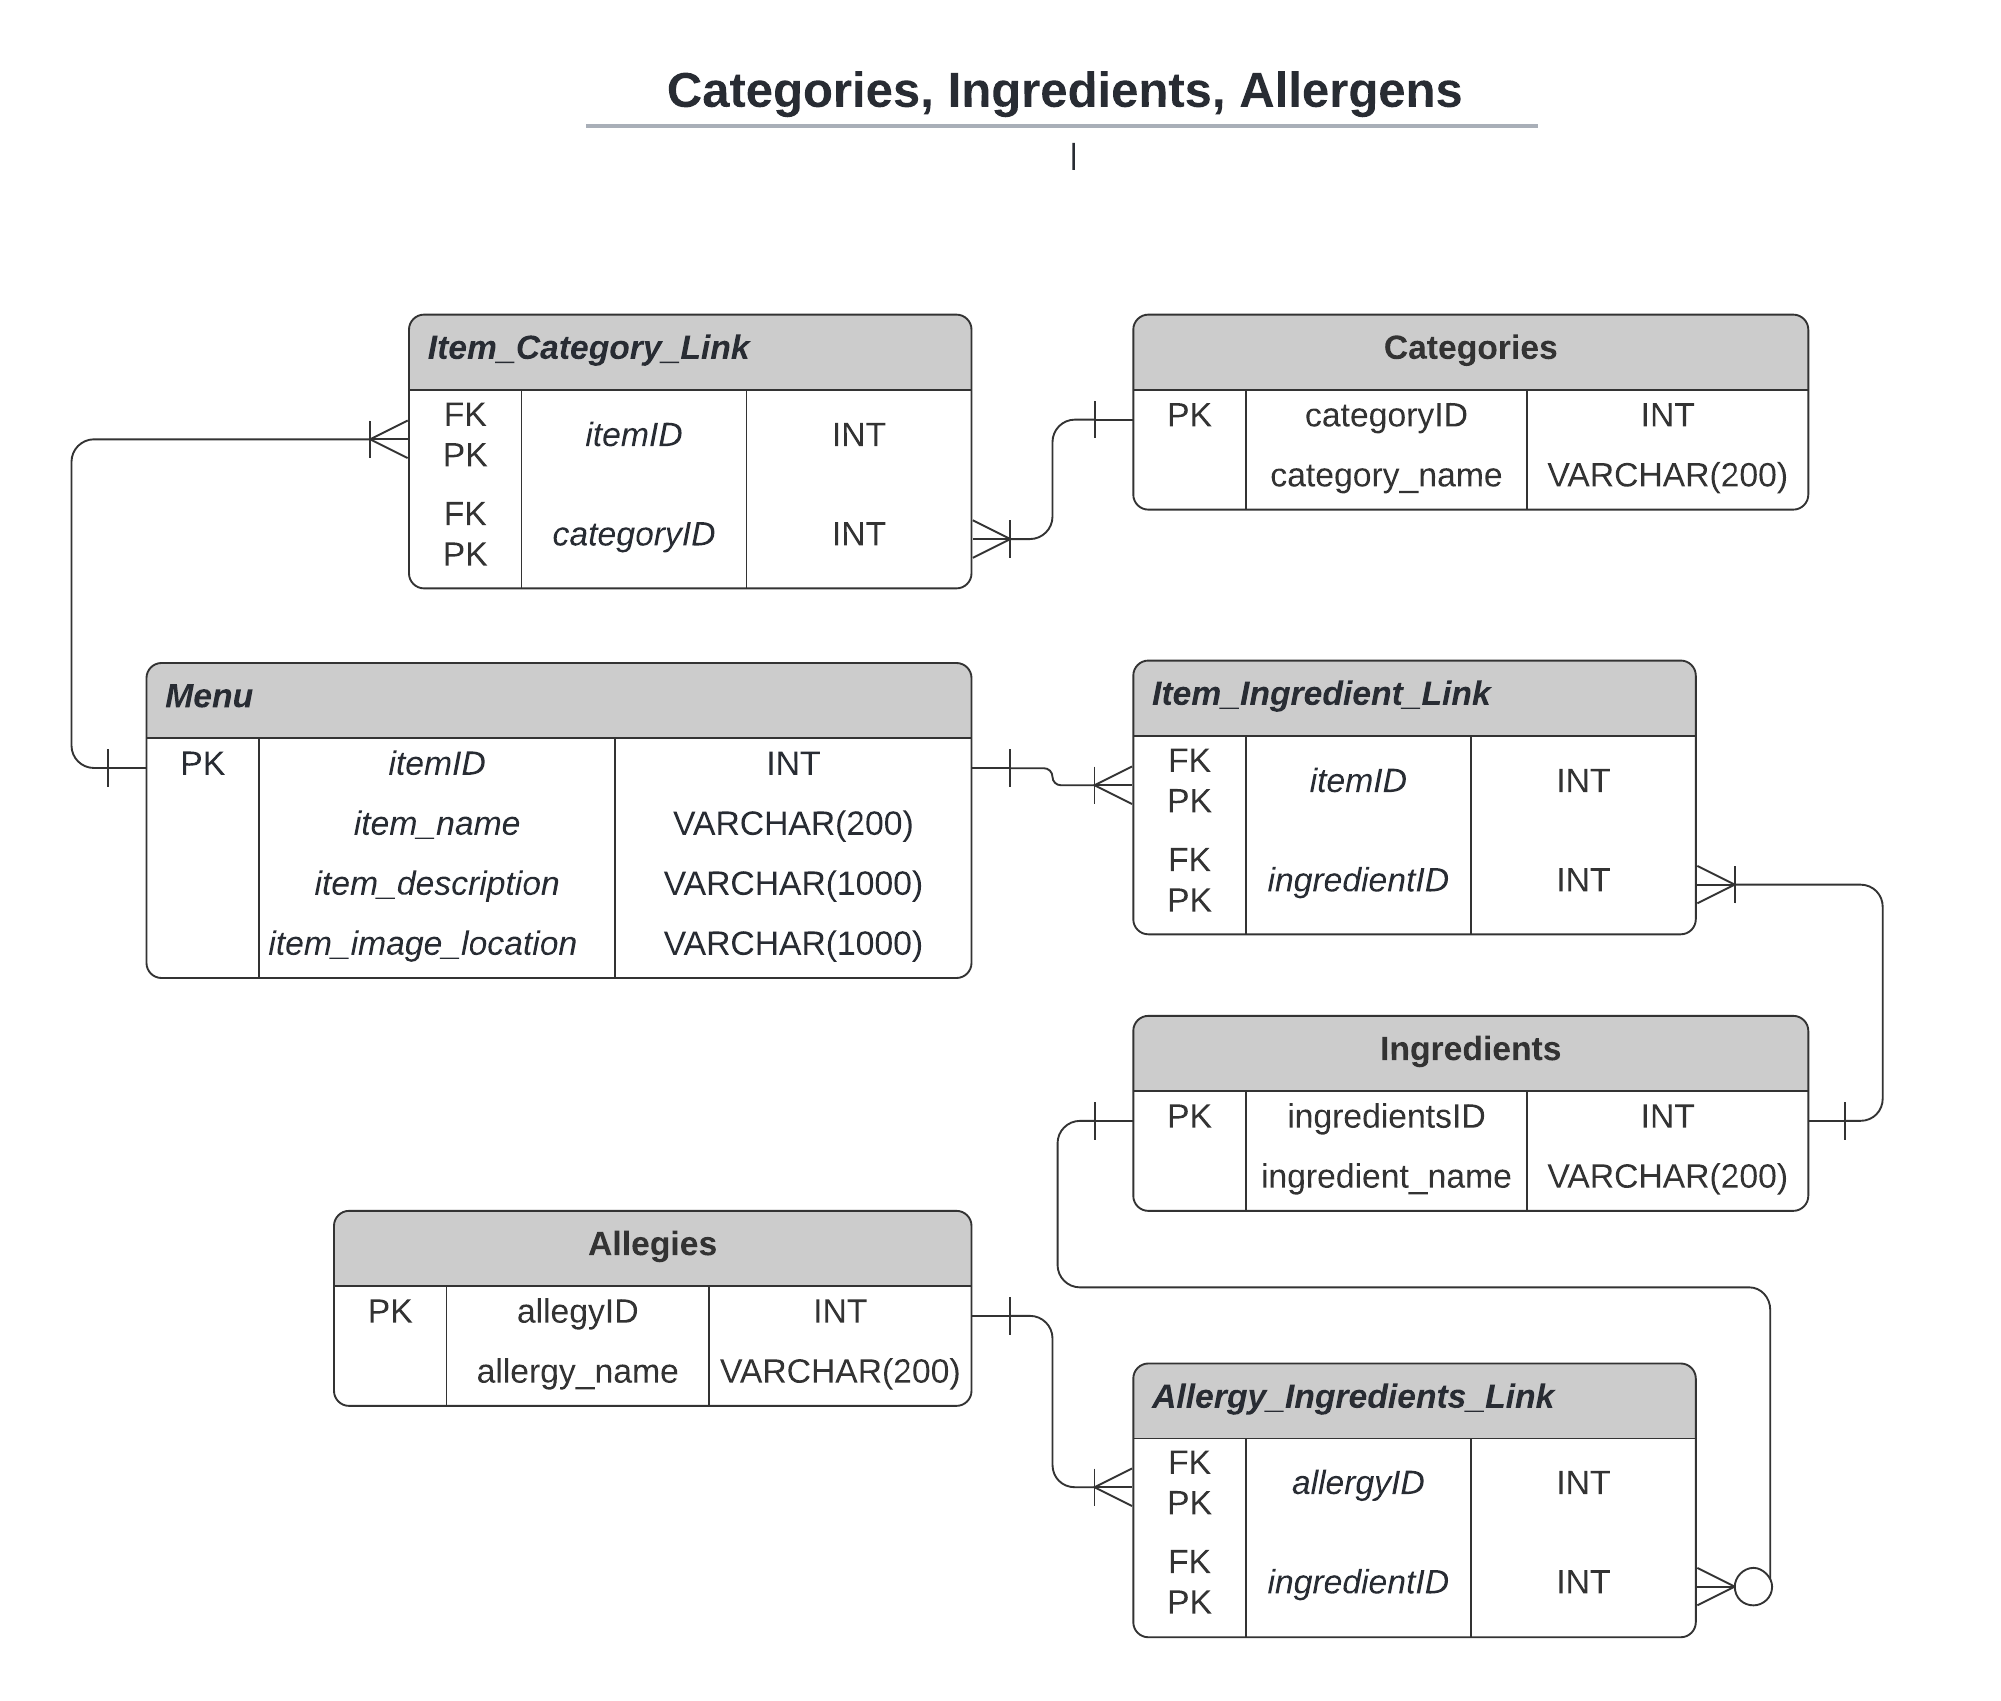 Categories, Ingredients, Allergens
|
Item_Category_Link
FK
PK
itemID
INT
FK
PK
categoryID
INT
Categories
PK categoryID INT
category_name VARCHAR(200)
Menu
PK itemID INT
item_name VARCHAR(200)
item_description VARCHAR(1000)
item_image_location VARCHAR(1000)
Item_Ingredient_Link
FK
PK
itemID
INT
FK
PK
ingredientID
INT
Ingredients
PK ingredientsID INT
ingredient_name VARCHAR(200)
Allegies
PK allegyID INT
allergy_name VARCHAR(200)
Allergy_Ingredients_Link
FK
PK
allergyID
INT
FK
PK
ingredientID
INT